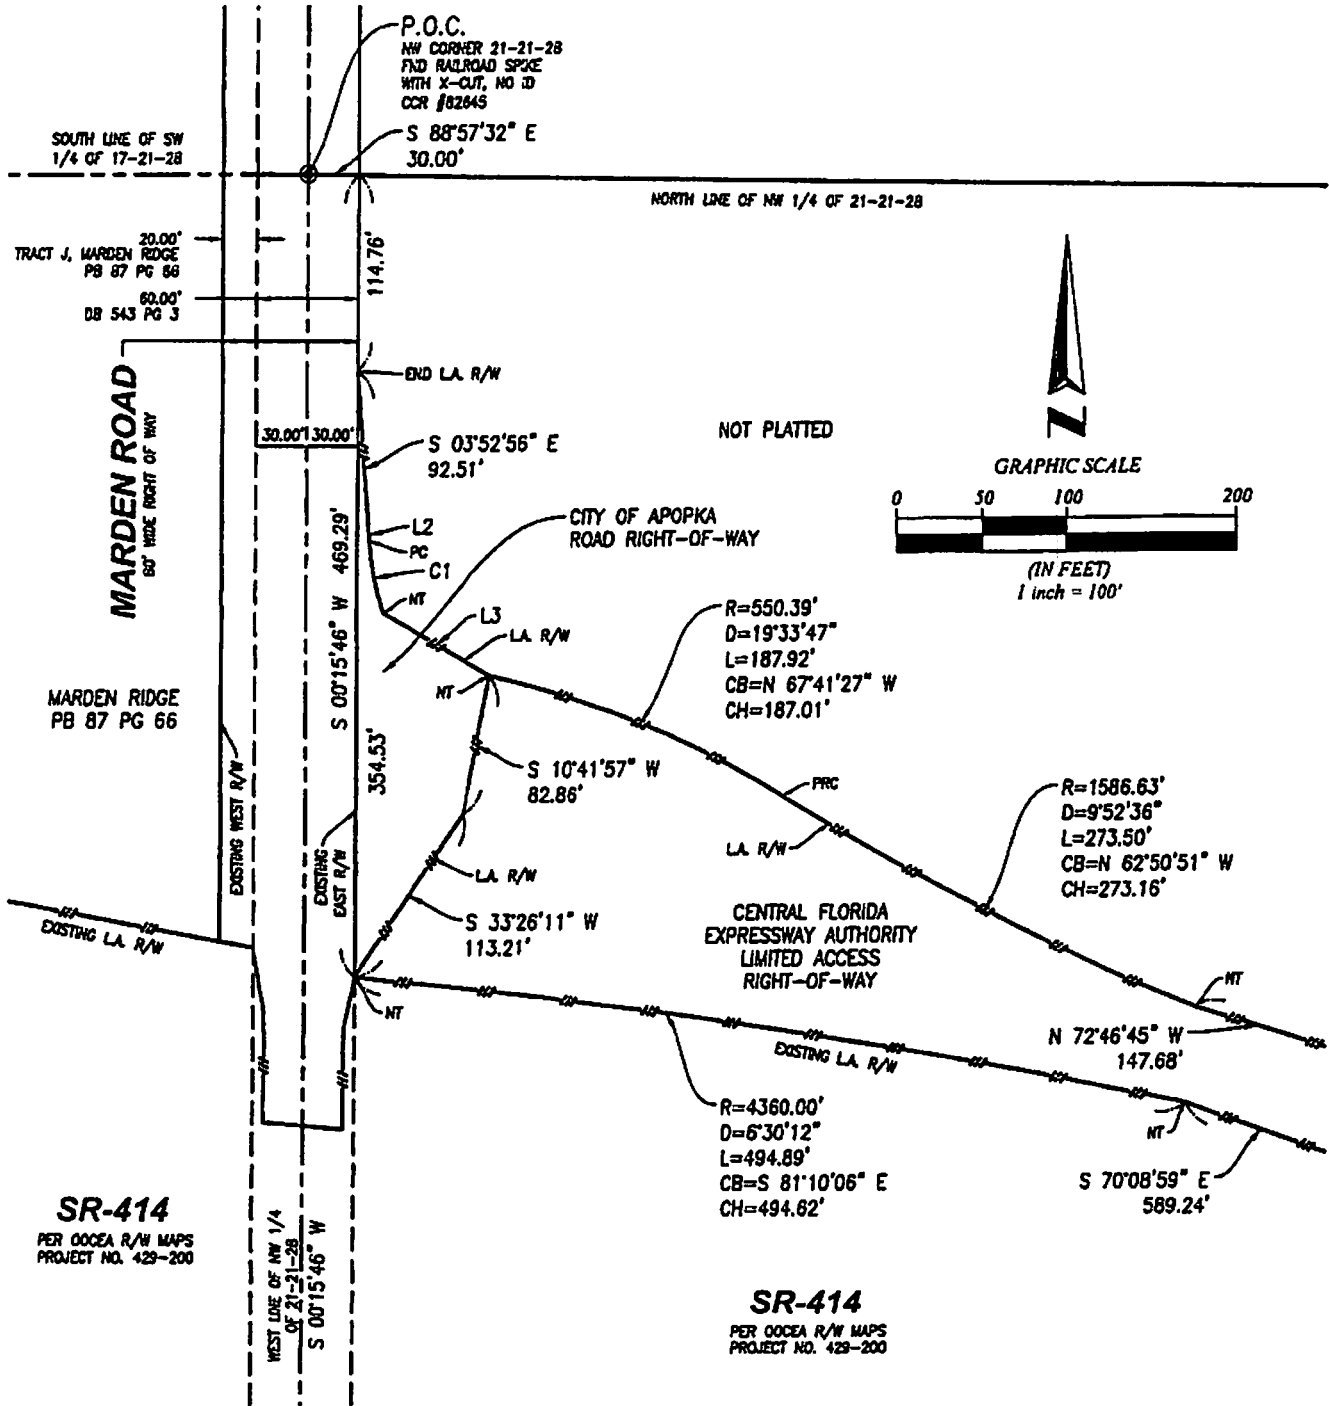 P.O.C.
NW CORNER 21-21-28
FND RAILROAD SPIKE
WITH X-CUT, NO ID
CCR #82645
S 88°57'32" E
30.00'
SOUTH LINE OF SW
1/4 OF 17-21-28
NORTH LINE OF NW 1/4 OF 21-21-28
20.00'
TRACT J, MARDEN RIDGE
PB 87 PG 66
60.00'
DB 543 PG 3
114.76'
MARDEN ROAD
60' WIDE RIGHT OF WAY
END L.A. R/W
30.00' 30.00'
S 03°52'56" E
92.51'
NOT PLATTED
N
GRAPHIC SCALE
0 50 100 200
(IN FEET)
1 inch = 100'
L2
PC
C1
NT
L3
L.A. R/W
CITY OF APOPKA
ROAD RIGHT-OF-WAY
S 00°15'46" W 469.29'
354.53'
NT
R=550.39'
D=19°33'47"
L=187.92'
CB=N 67°41'27" W
CH=187.01'
MARDEN RIDGE
PB 87 PG 66
EXISTING WEST R/W
EXISTING
EAST R/W
S 10°41'57" W
82.86'
PRC
L.A. R/W
R=1586.63'
D=9°52'36"
L=273.50'
CB=N 62°50'51" W
CH=273.16'
L.A. R/W
S 33°26'11" W
113.21'
EXISTING L.A. R/W
CENTRAL FLORIDA
EXPRESSWAY AUTHORITY
LIMITED ACCESS
RIGHT-OF-WAY
NT
NT
N 72°46'45" W
147.68'
EXISTING L.A. R/W
R=4360.00'
D=6°30'12"
L=494.89'
CB=S 81°10'06" E
CH=494.62'
NT
S 70°08'59" E
589.24'
SR-414
PER OOCEA R/W MAPS
PROJECT NO. 429-200
WEST LINE OF NW 1/4
OF 21-21-28
S 00°15'46" W
SR-414
PER OOCEA R/W MAPS
PROJECT NO. 429-200